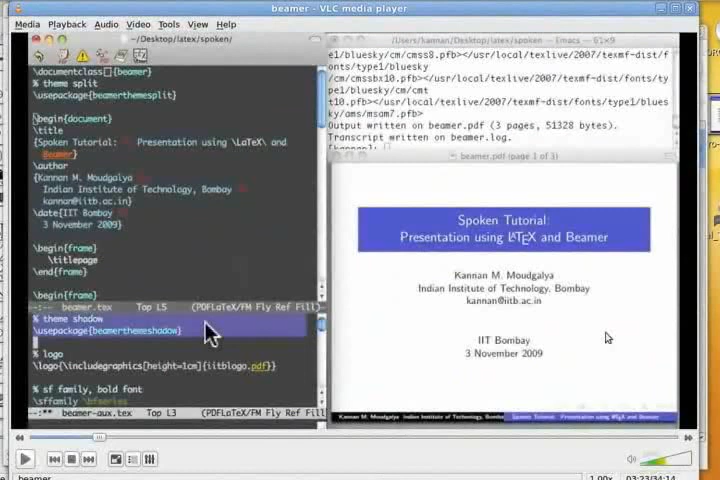 beamer - VLC media player
Media Playback Audio Video Tools View Help
~/Desktop/latex/spoken/
\documentclass[]{beamer}
% theme split
\usepackage{beamerthemesplit}
\begin{document}
\title
{Spoken Tutorial: Presentation using \LaTeX\ and
Beamer}
\author
{Kannan M. Moudgalya
Indian Institute of Technology, Bombay
kannan@iitb.ac.in}
\date{IIT Bombay
3 November 2009}
\begin{frame}
\titlepage
\end{frame}
\begin{frame}
--:--- beamer.tex Top L5 (PDFLaTeX/FM Fly Ref Fill)
% theme shadow
\usepackage{beamerthemeshadow}
% logo
\logo{\includegraphics[height=1cm]{iitblogo.pdf}}
% sf family, bold font
\sffamily \bfseries
--:** beamer-aux.tex Top L3 (PDFLaTeX/FM Fly Ref Fill)
/Users/kannan/Desktop/latex/spoken — Emacs — 61×9
pe1/bluesky/cm/cmss8.pfb></usr/local/texlive/2007/texmf-dist/f
onts/type1/bluesky
/cm/cmssbx10.pfb></usr/local/texlive/2007/texmf-dist/fonts/ty
pe1/bluesky/cm/cmt
t10.pfb></usr/local/texlive/2007/texmf-dist/fonts/type1/blues
ky/ams/msam7.pfb>
Output written on beamer.pdf (3 pages, 51328 bytes).
Transcript written on beamer.log.
beamer.pdf (page 1 of 3)
Spoken Tutorial:
Presentation using LATEX and Beamer
Kannan M. Moudgalya
Indian Institute of Technology, Bombay
kannan@iitb.ac.in
IIT Bombay
3 November 2009
Kannan M. Moudgalya Indian Institute of Technology, Bombay Spoken Tutorial: Presentation using LATEX and Beamer
beamer 1.00x 03:23/34:14